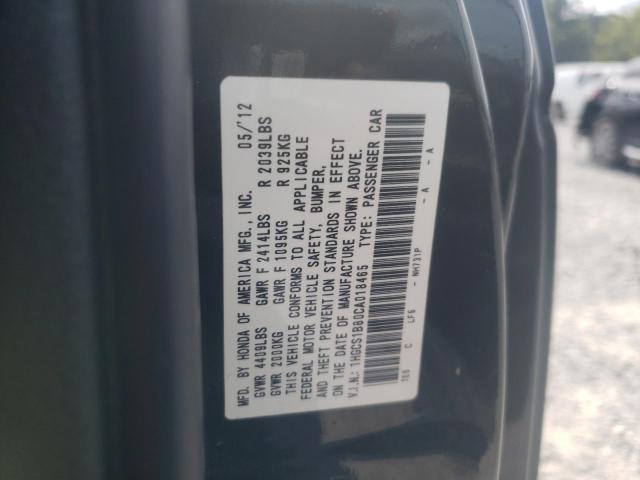 MFD. BY HONDA OF AMERICA MFG., INC. 05/'12
GVWR 4409LBS GAWR F 2414LBS R 2039LBS
GVWR 2000KG GAWR F 1095KG R 925KG
THIS VEHICLE CONFORMS TO ALL APPLICABLE
FEDERAL MOTOR VEHICLE SAFETY, BUMPER,
AND THEFT PREVENTION STANDARDS IN EFFECT
ON THE DATE OF MANUFACTURE SHOWN ABOVE.
V.I.N.: 1HGCS1B80CA018465 TYPE: PASSENGER CAR
C LF6 - NH731P - A - A